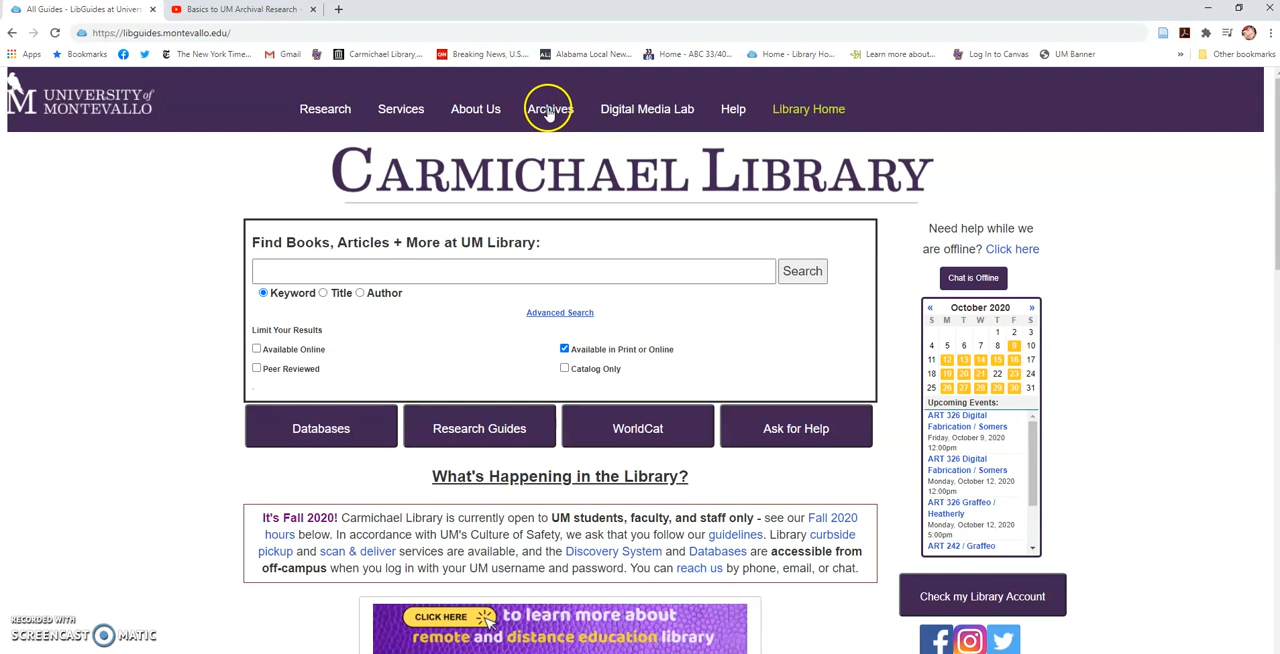 All Guides - LibGuides at Univers
Basics to UM Archival Research -
https://libguides.montevallo.edu/
Apps Bookmarks The New York Time... Gmail Carmichael Library,... Breaking News, U.S.... Alabama Local New... Home - ABC 33/40... Home - Library Ho... Learn more about... Log In to Canvas UM Banner » Other bookmarks
UNIVERSITY of
MONTEVALLO
Research Services About Us Archives Digital Media Lab Help Library Home
CARMICHAEL LIBRARY
Find Books, Articles + More at UM Library:
Search
Keyword Title Author
Advanced Search
Limit Your Results
Available Online Available in Print or Online
Peer Reviewed Catalog Only
Databases Research Guides WorldCat Ask for Help
What's Happening in the Library?
It's Fall 2020! Carmichael Library is currently open to UM students, faculty, and staff only - see our Fall 2020
hours below. In accordance with UM's Culture of Safety, we ask that you follow our guidelines. Library curbside
pickup and scan & deliver services are available, and the Discovery System and Databases are accessible from
off-campus when you log in with your UM username and password. You can reach us by phone, email, or chat.
CLICK HERE to learn more about
remote and distance education library
Need help while we
are offline? Click here
Chat is Offline
« October 2020 »
S M T W T F S
1 2 3
4 5 6 7 8 9 10
11 12 13 14 15 16 17
18 19 20 21 22 23 24
25 26 27 28 29 30 31
Upcoming Events:
ART 326 Digital
Fabrication / Somers
Friday, October 9, 2020
12:00pm
ART 326 Digital
Fabrication / Somers
Monday, October 12, 2020
12:00pm
ART 326 Graffeo /
Heatherly
Monday, October 12, 2020
5:00pm
ART 242 / Graffeo
Check my Library Account
RECORDED WITH
SCREENCAST MATIC